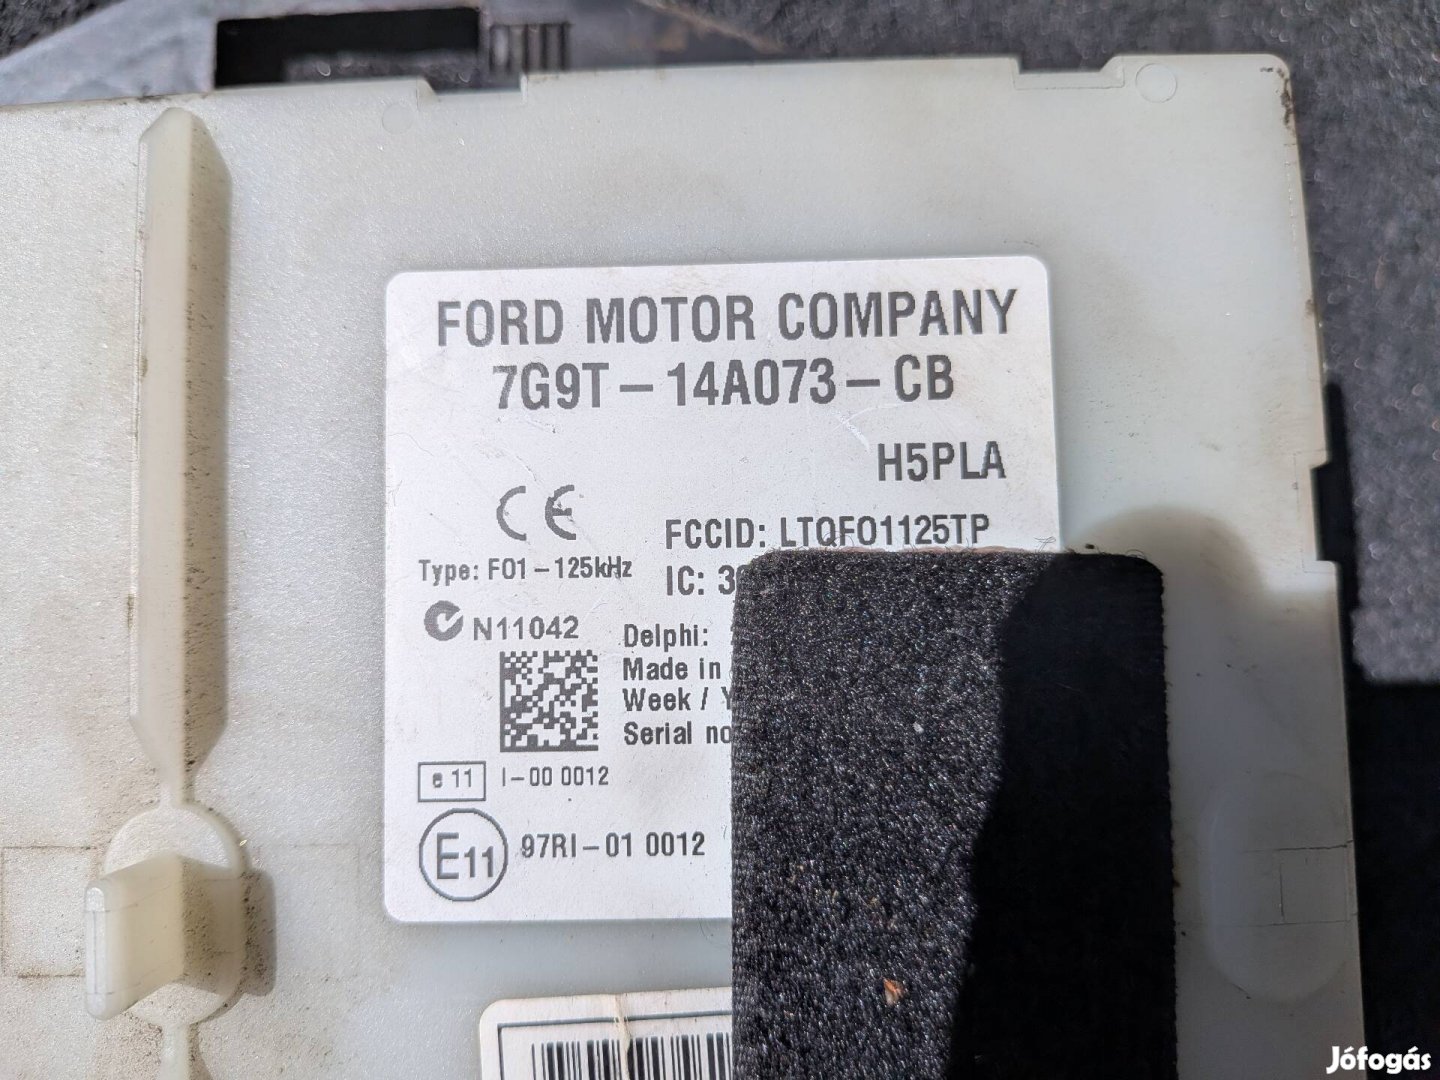 FORD MOTOR COMPANY
7G9T-14A073-CB
H5PLA
CE
FCCID: LTQFO1125TP
Type: F01-125kHz
IC: 3
N11042
Delphi:
Made in
Week /
Serial no
e 11 I-00 0012
E11 97RI-01 0012
Jófogás